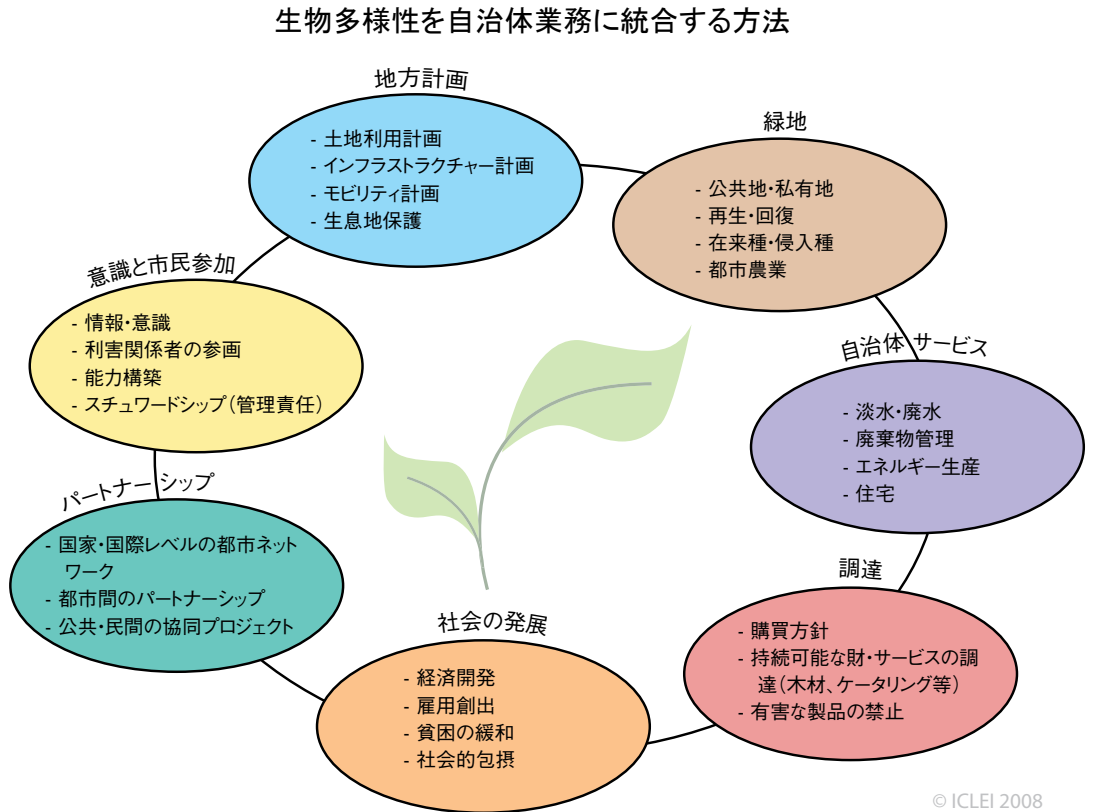 生物多様性を自治体業務に統合する方法
地方計画
- 土地利用計画
- インフラストラクチャー計画
- モビリティ計画
- 生息地保護
緑地
- 公共地・私有地
- 再生・回復
- 在来種・侵入種
- 都市農業
自治体サービス
- 淡水・廃水
- 廃棄物管理
- エネルギー生産
- 住宅
調達
- 購買方針
- 持続可能な財・サービスの調
達(木材、ケータリング等)
- 有害な製品の禁止
社会の発展
- 経済開発
- 雇用創出
- 貧困の緩和
- 社会的包摂
パートナーシップ
- 国家・国際レベルの都市ネット
ワーク
- 都市間のパートナーシップ
- 公共・民間の協同プロジェクト
意識と市民参加
- 情報・意識
- 利害関係者の参画
- 能力構築
- スチュワードシップ(管理責任)
© ICLEI 2008